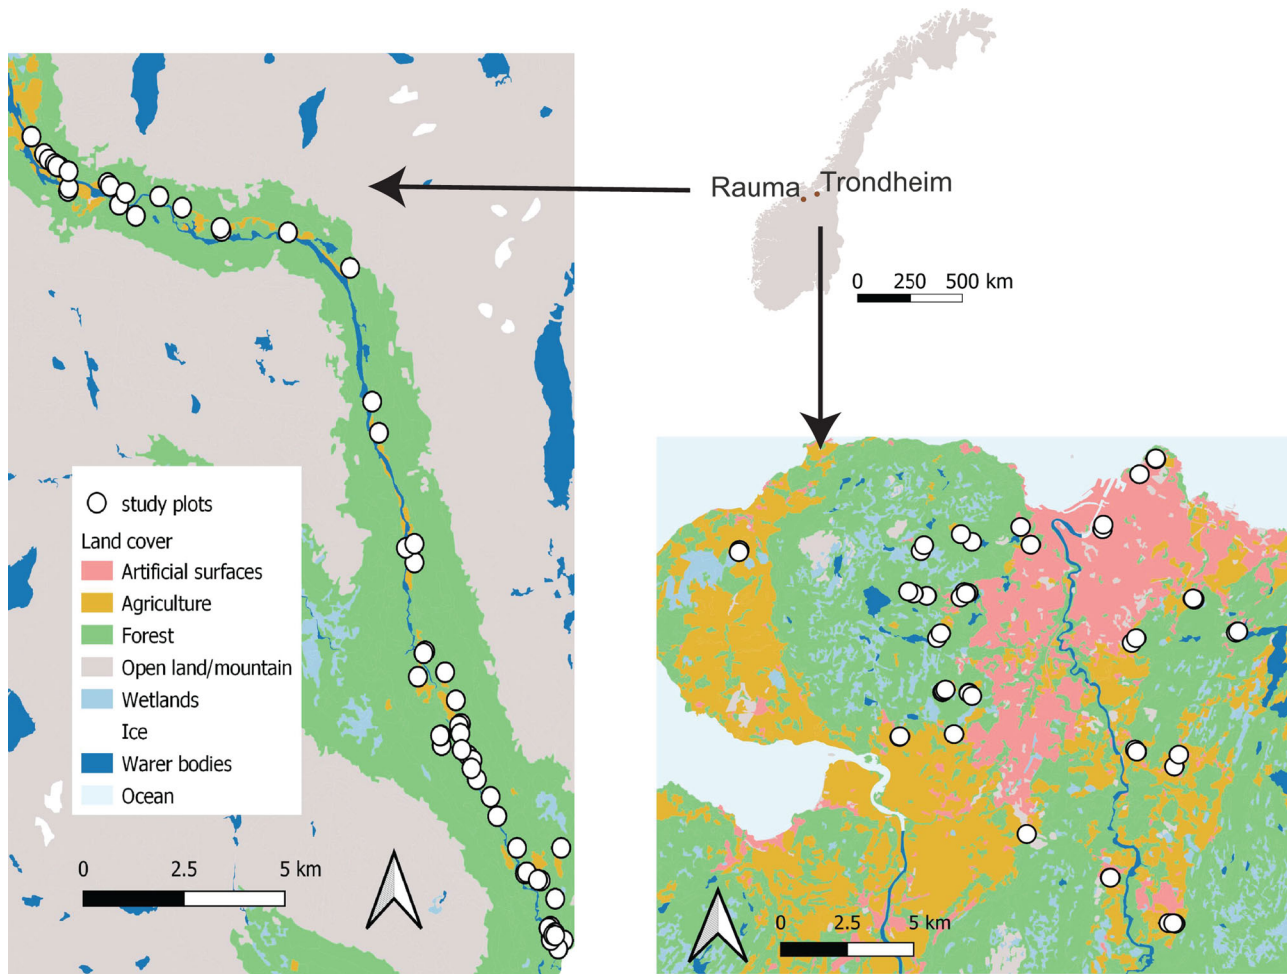 Rauma
Trondheim
0 250 500 km
study plots
Land cover
Artificial surfaces
Agriculture
Forest
Open land/mountain
Wetlands
Ice
Warer bodies
Ocean
0 2.5 5 km
0 2.5 5 km